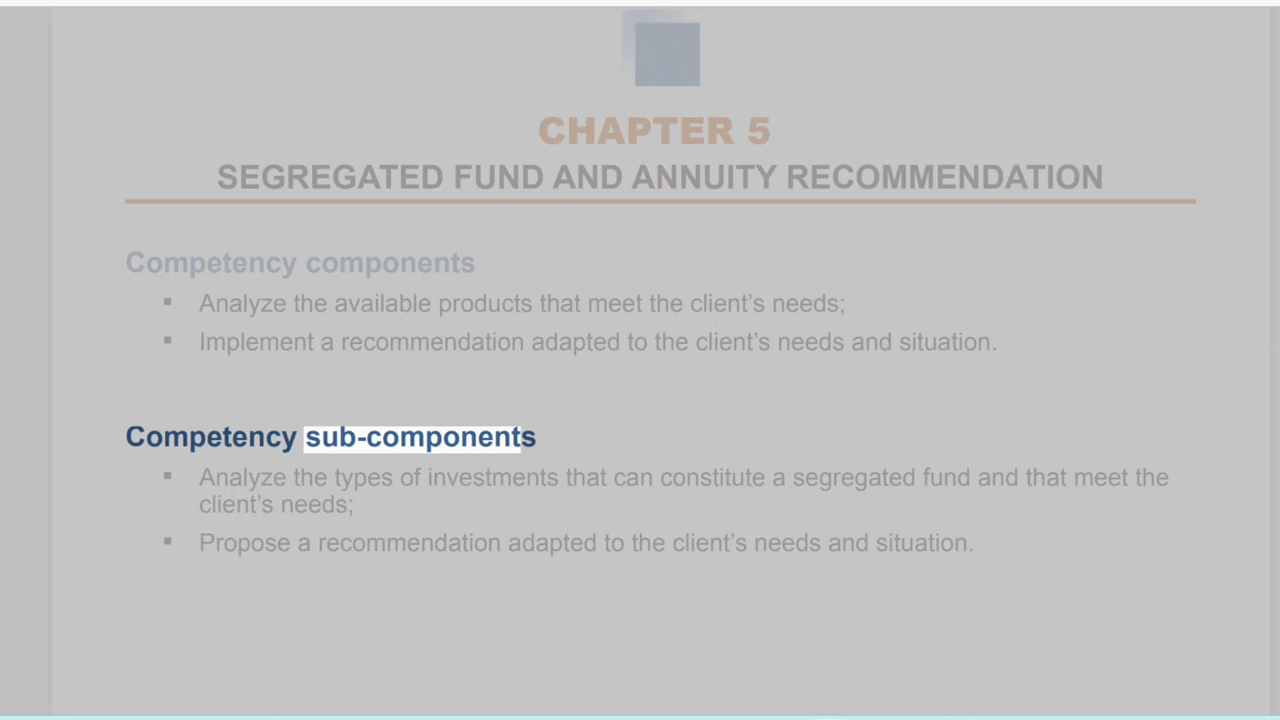 CHAPTER 5
SEGREGATED FUND AND ANNUITY RECOMMENDATION
Competency components
▪ Analyze the available products that meet the client’s needs;
▪ Implement a recommendation adapted to the client’s needs and situation.
Competency sub-components
▪ Analyze the types of investments that can constitute a segregated fund and that meet the
client’s needs;
▪ Propose a recommendation adapted to the client’s needs and situation.